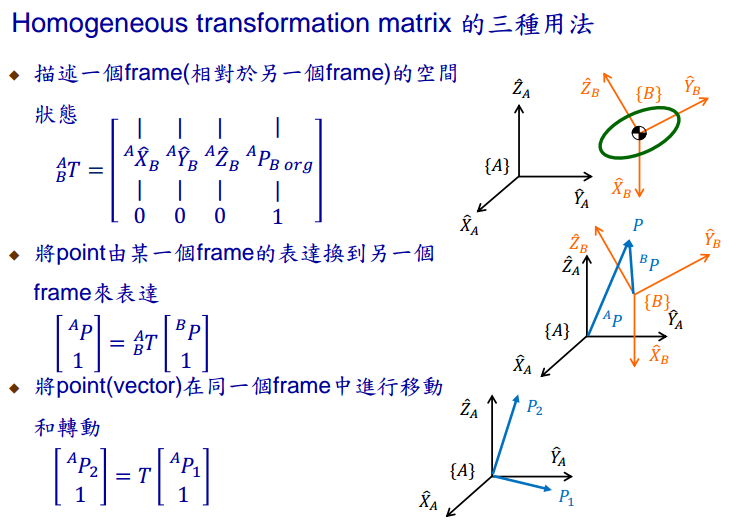 Homogeneous transformation matrix 的三種用法
◆ 描述一個frame(相對於另一個frame)的空間
狀態
{}^A_B T = \begin{bmatrix} | & | & | & | \\ {}^A\hat{X}_B & {}^A\hat{Y}_B & {}^A\hat{Z}_B & {}^A P_{B\,org} \\ | & | & | & | \\ 0 & 0 & 0 & 1 \end{bmatrix}
\hat{Z}_A
{A}
\hat{Y}_A
\hat{X}_A
\hat{Z}_B
{B}
\hat{Y}_B
\hat{X}_B
◆ 將point由某一個frame的表達換到另一個
frame來表達
\begin{bmatrix} {}^A P \\ 1 \end{bmatrix} = {}^A_B T \begin{bmatrix} {}^B P \\ 1 \end{bmatrix}
P
\hat{Z}_B
\hat{Y}_B
\hat{Z}_A
{}^B P
{B}
{}^A P
\hat{Y}_A
{A}
\hat{X}_B
\hat{X}_A
◆ 將point(vector)在同一個frame中進行移動
和轉動
\begin{bmatrix} {}^A P_2 \\ 1 \end{bmatrix} = T \begin{bmatrix} {}^A P_1 \\ 1 \end{bmatrix}
\hat{Z}_A
P_2
\hat{Y}_A
{A}
P_1
\hat{X}_A